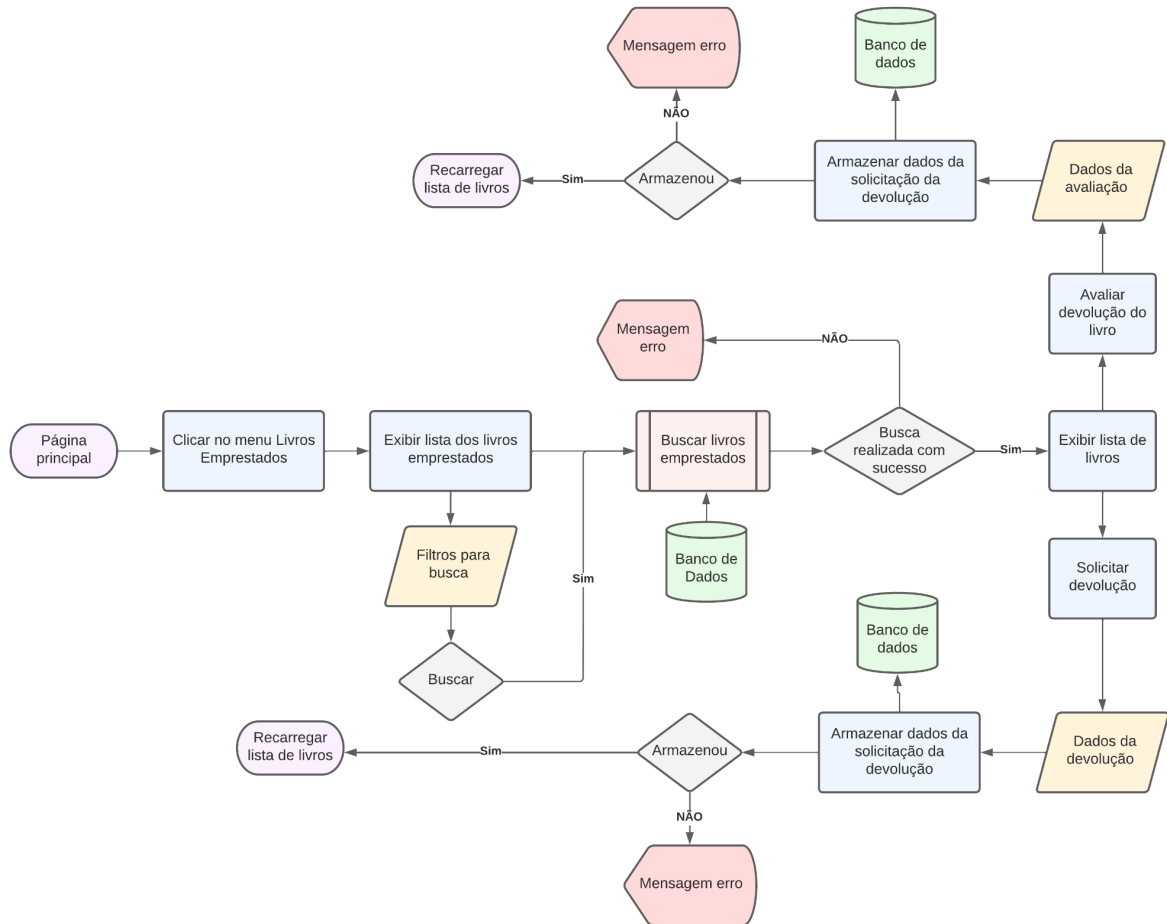 Mensagem erro
Banco de
dados
NÃO
Recarregar
lista de livros
Sim
Armazenou
Armazenar dados da
solicitação da
devolução
Dados da
avaliação
Avaliar
devolução do
livro
Mensagem
erro
NÃO
Página
principal
Clicar no menu Livros
Emprestados
Exibir lista dos livros
emprestados
Buscar livros
emprestados
Busca
realizada com
sucesso
Sim
Exibir lista de
livros
Filtros para
busca
Sim
Banco de
Dados
Solicitar
devolução
Buscar
Banco de
dados
Recarregar
lista de livros
Sim
Armazenou
Armazenar dados da
solicitação da
devolução
Dados da
devolução
NÃO
Mensagem erro